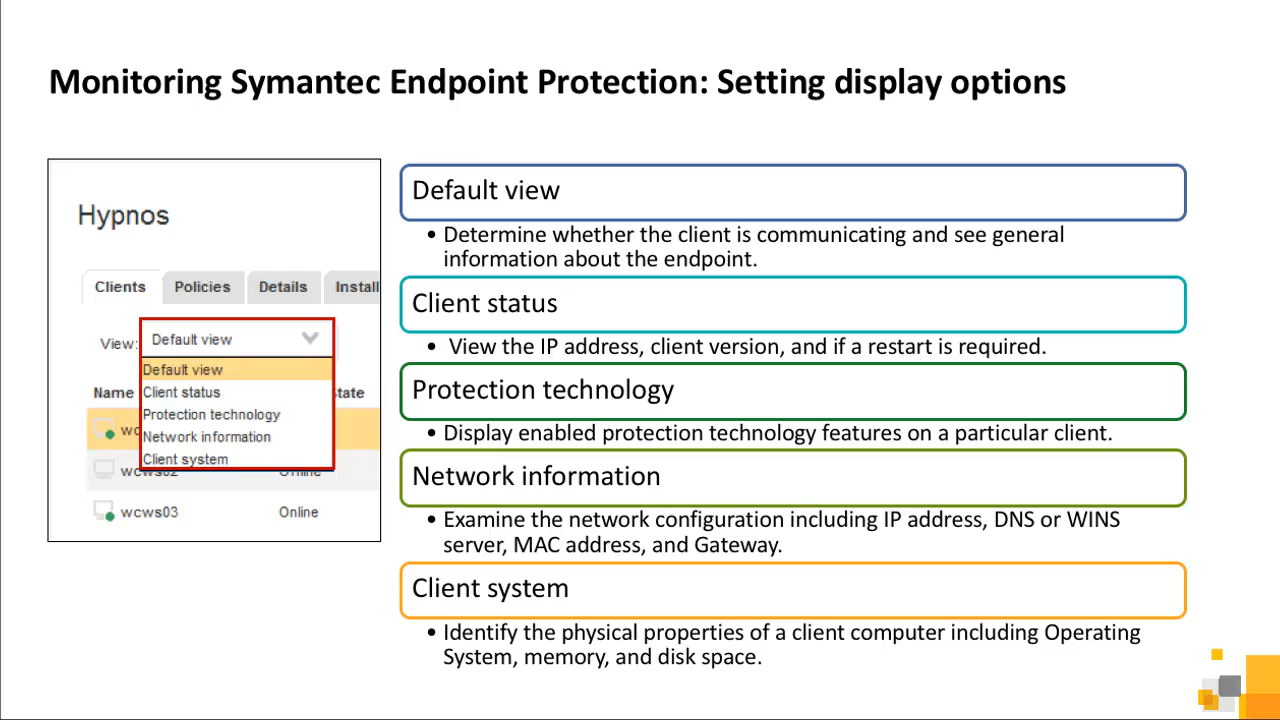 Monitoring Symantec Endpoint Protection: Setting display options
Hypnos
Clients Policies Details Install
View: Default view
Default view
Name Client status
Protection technology
Network information
Client system
wcws03 Online
Default view
• Determine whether the client is communicating and see general
information about the endpoint.
Client status
• View the IP address, client version, and if a restart is required.
Protection technology
• Display enabled protection technology features on a particular client.
Network information
• Examine the network configuration including IP address, DNS or WINS
server, MAC address, and Gateway.
Client system
• Identify the physical properties of a client computer including Operating
System, memory, and disk space.